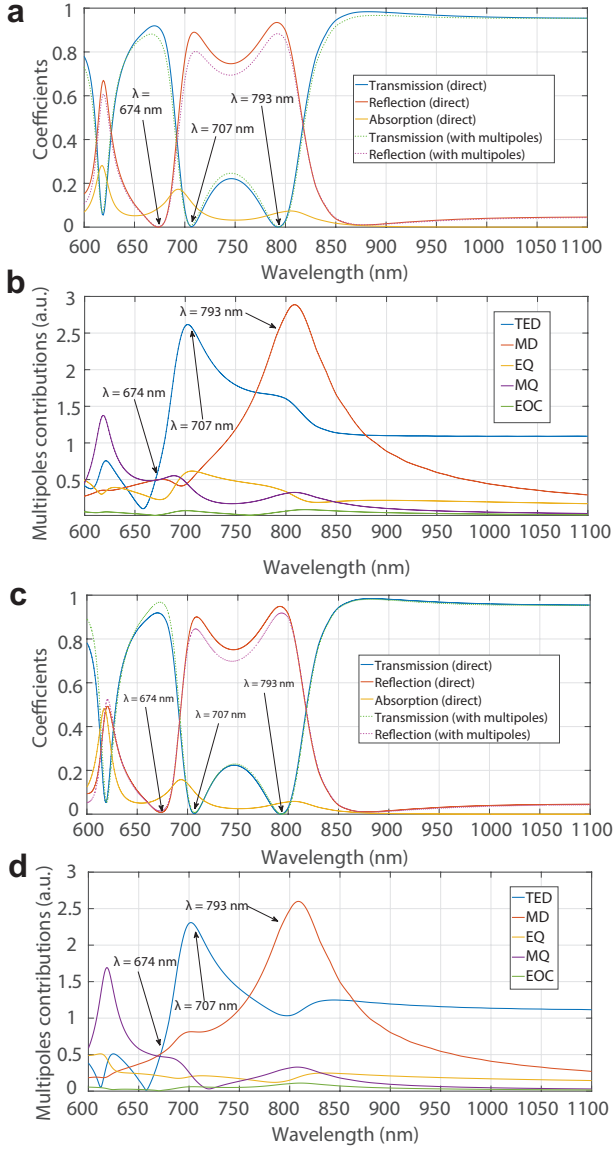 a
1
0.8
0.6
0.4
0.2
0
Coefficients
λ =
674 nm
λ = 793 nm
λ = 707 nm
Transmission (direct)
Reflection (direct)
Absorption (direct)
Transmission (with multipoles)
Reflection (with multipoles)
600 650 700 750 800 850 900 950 1000 1050 1100
Wavelength (nm)
b
3
2.5
2
1.5
1
0.5
Multipoles contributions (a.u.)
λ = 793 nm
λ = 674 nm
λ = 707 nm
TED
MD
EQ
MQ
EOC
600 650 700 750 800 850 900 950 1000 1050 1100
Wavelength (nm)
c
1
0.8
0.6
0.4
0.2
0
Coefficients
λ = 674 nm
λ = 707 nm
λ = 793 nm
Transmission (direct)
Reflection (direct)
Absorption (direct)
Transmission (with multipoles)
Reflection (with multipoles)
600 650 700 750 800 850 900 950 1000 1050 1100
Wavelength (nm)
d
3
2.5
2
1.5
1
0.5
0
Multipoles contributions (a.u.)
λ = 793 nm
λ = 674 nm
λ = 707 nm
TED
MD
EQ
MQ
EOC
600 650 700 750 800 850 900 950 1000 1050 1100
Wavelength (nm)